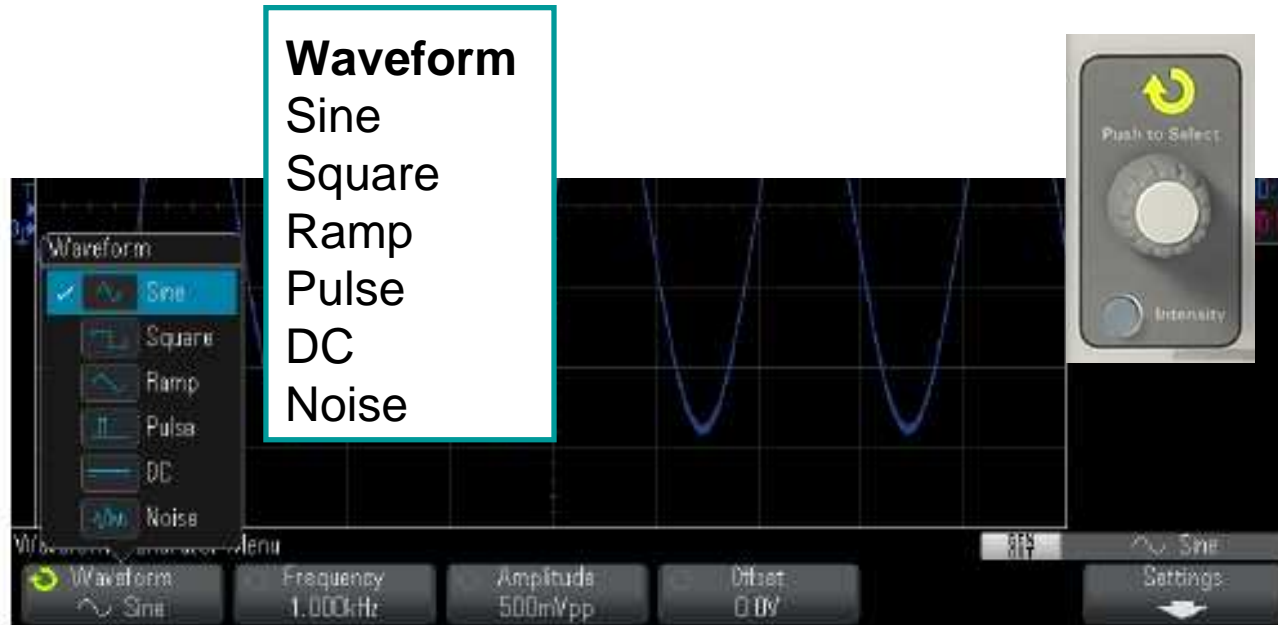 Waveform
Sine
Square
Ramp
Pulse
DC
Noise
Push to Select
Intensity
Waveform
Sine
Square
Ramp
Pulse
DC
Noise
Menu
Sine
Waveform
Sine
Frequency
1.000kHz
Amplitude
500mVpp
Offset
0.0V
Settings